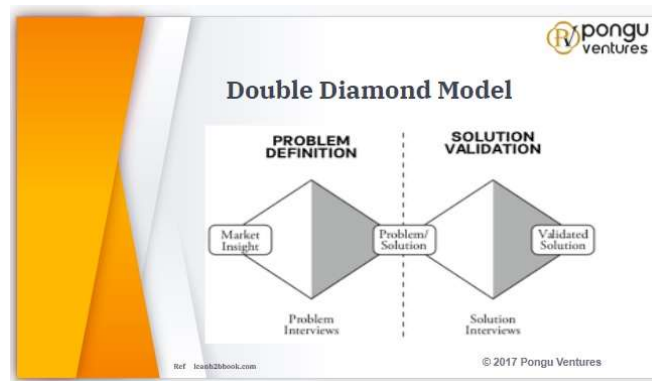 pongu
ventures
Double Diamond Model
PROBLEM
DEFINITION
SOLUTION
VALIDATION
Market
Insight
Problem/
Solution
Validated
Solution
Problem
Interviews
Solution
Interviews
Ref leanb2bbook.com
© 2017 Pongu Ventures